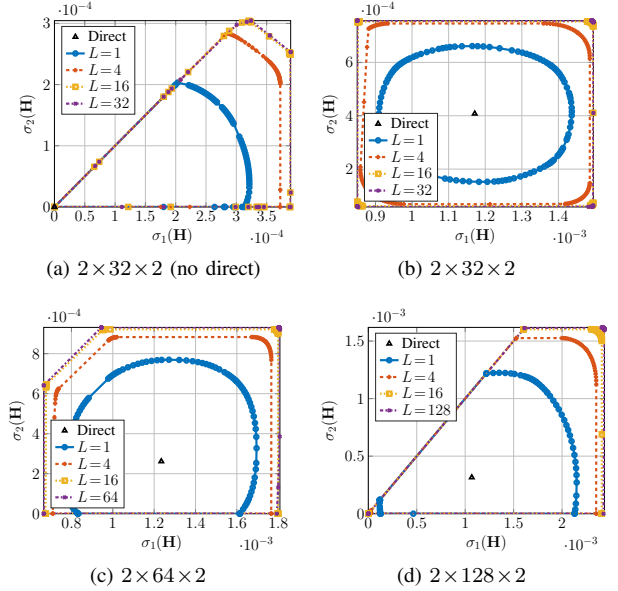 ·10⁻⁴
3
2
1
0
σ₂(H)
Direct
L=1
L=4
L=16
L=32
0 0.5 1 1.5 2 2.5 3 3.5
σ₁(H) ·10⁻⁴
(a) 2×32×2 (no direct)
·10⁻⁴
6
4
2
σ₂(H)
Direct
L=1
L=4
L=16
L=32
0.9 1 1.1 1.2 1.3 1.4
σ₁(H) ·10⁻³
(b) 2×32×2
·10⁻⁴
8
6
4
2
0
σ₂(H)
Direct
L=1
L=4
L=16
L=64
0.8 1 1.2 1.4 1.6 1.8
σ₁(H) ·10⁻³
(c) 2×64×2
·10⁻³
1.5
1
0.5
0
σ₂(H)
Direct
L=1
L=4
L=16
L=128
0 0.5 1 1.5 2
σ₁(H) ·10⁻³
(d) 2×128×2